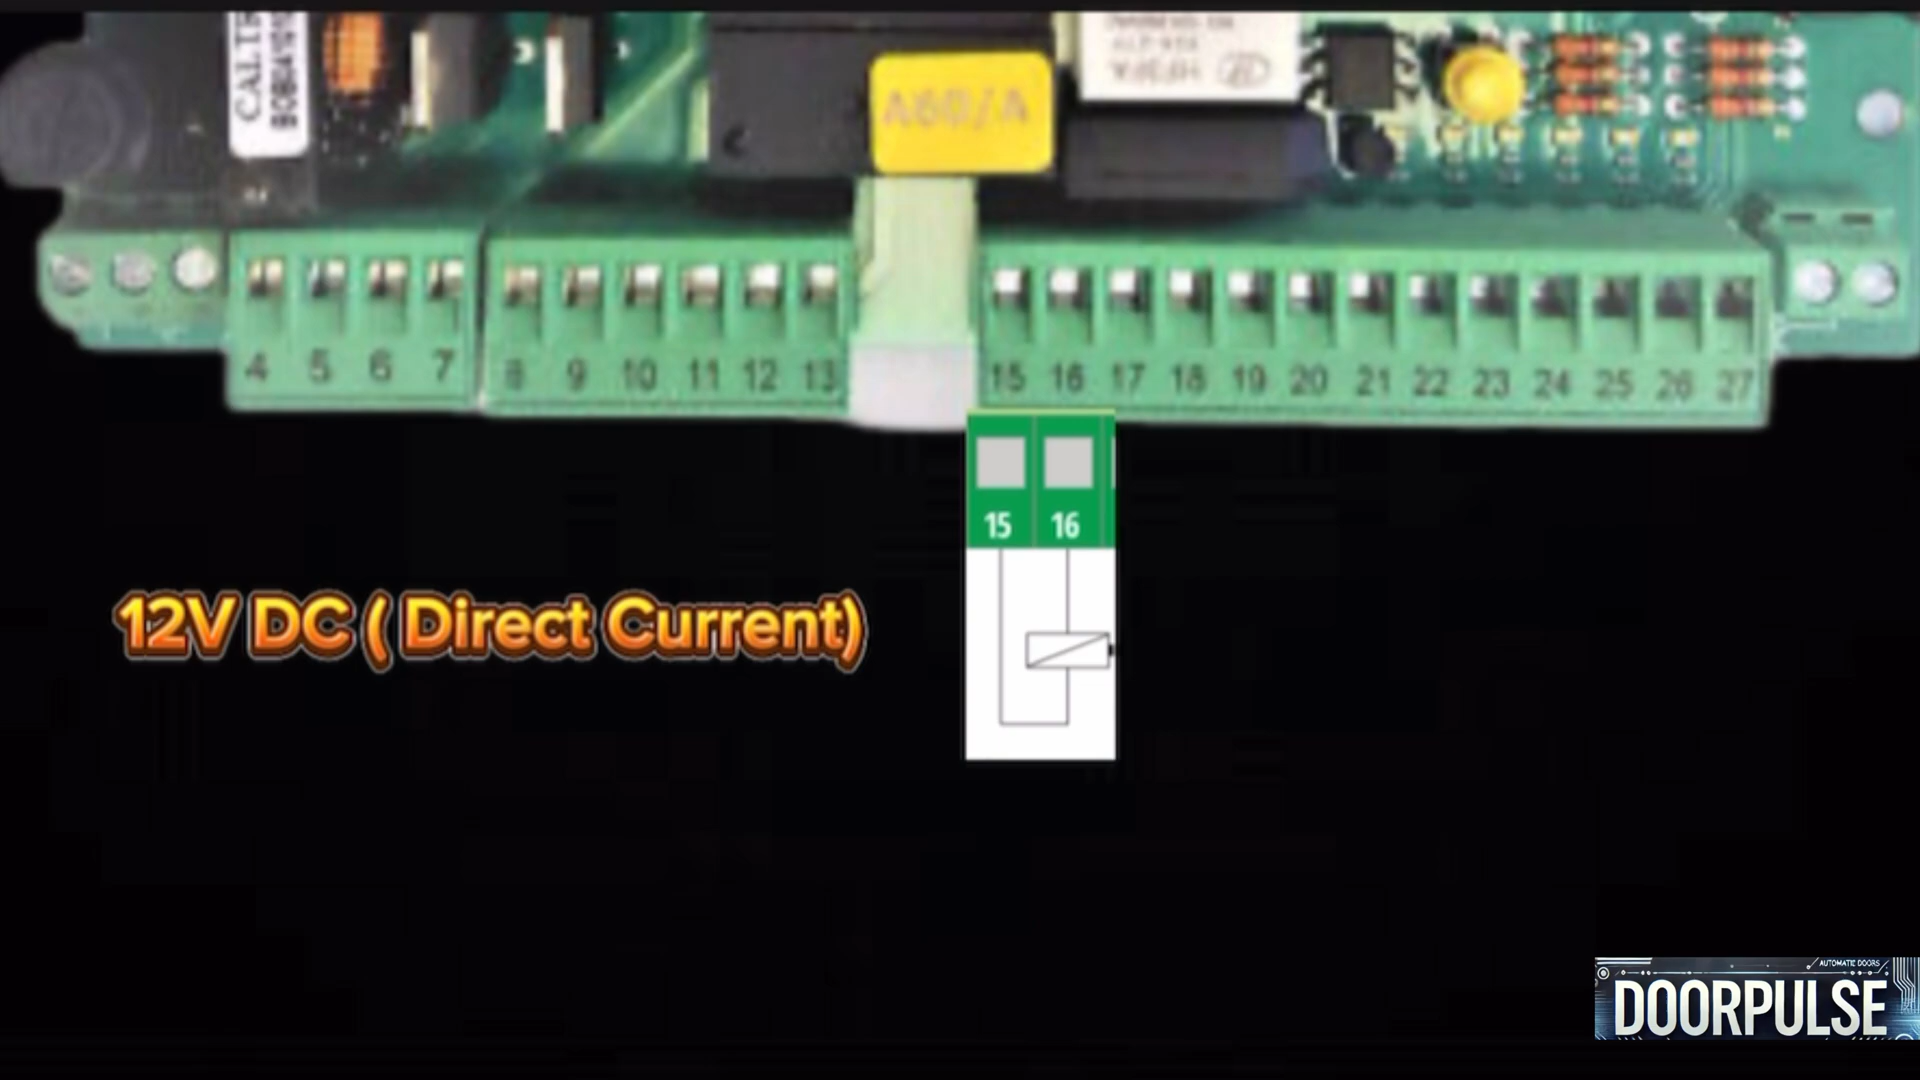 A60/A
4 5 6 7 8 9 10 11 12 13 15 16 17 18 19 20 21 22 23 24 25 26 27
15 16
12V DC ( Direct Current)
AUTOMATIC DOORS
DOORPULSE